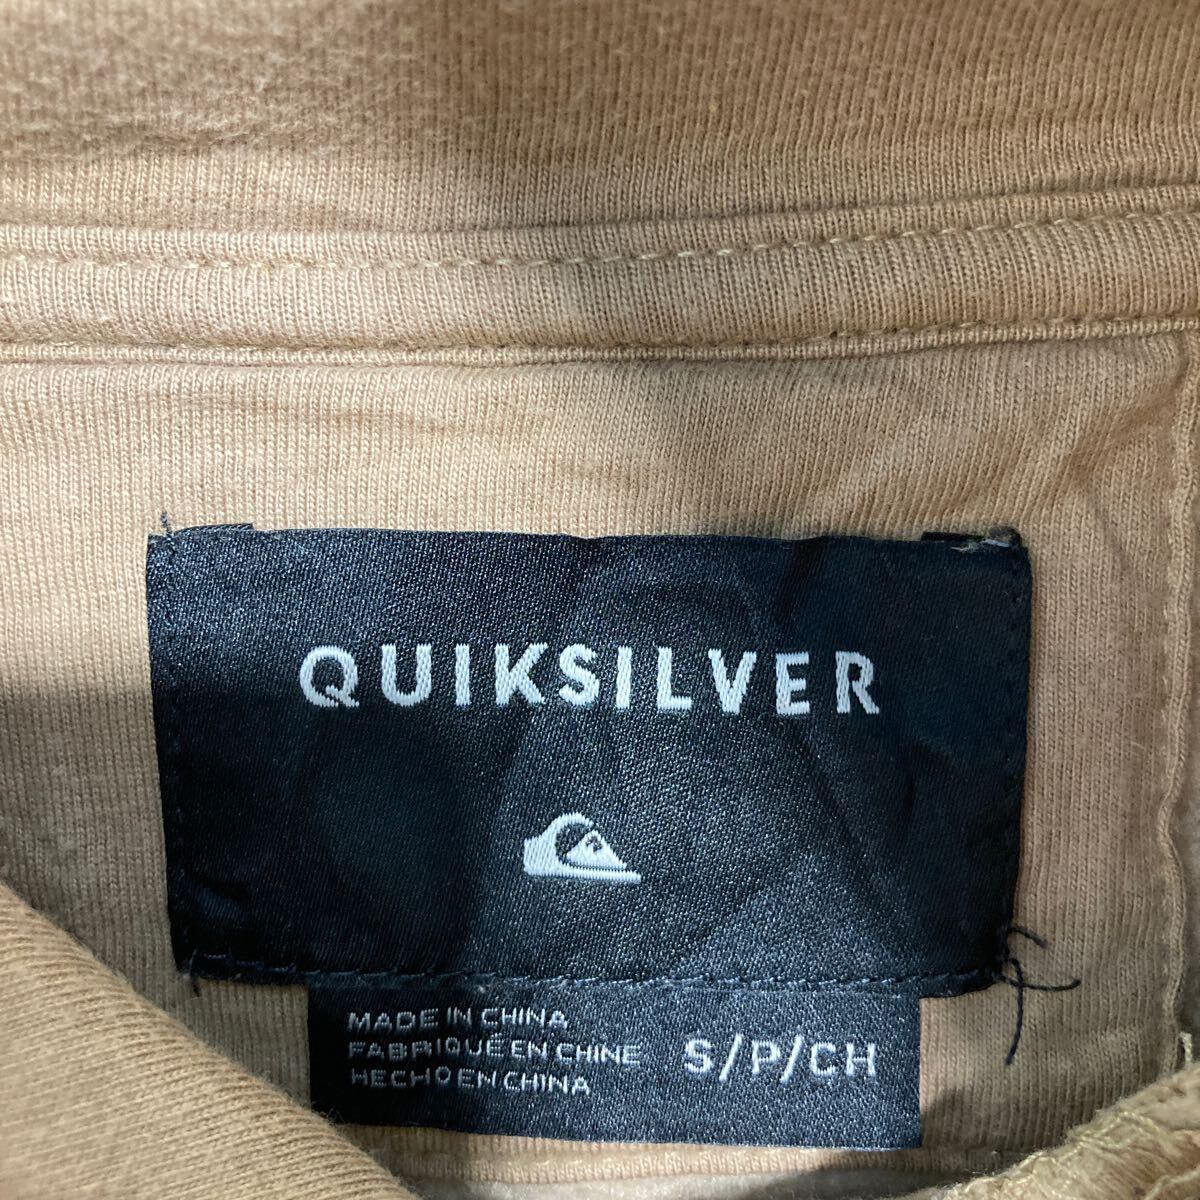 QUIKSILVER
MADE IN CHINA
FABRIQUÉ EN CHINE
HECHO EN CHINA
S/P/CH